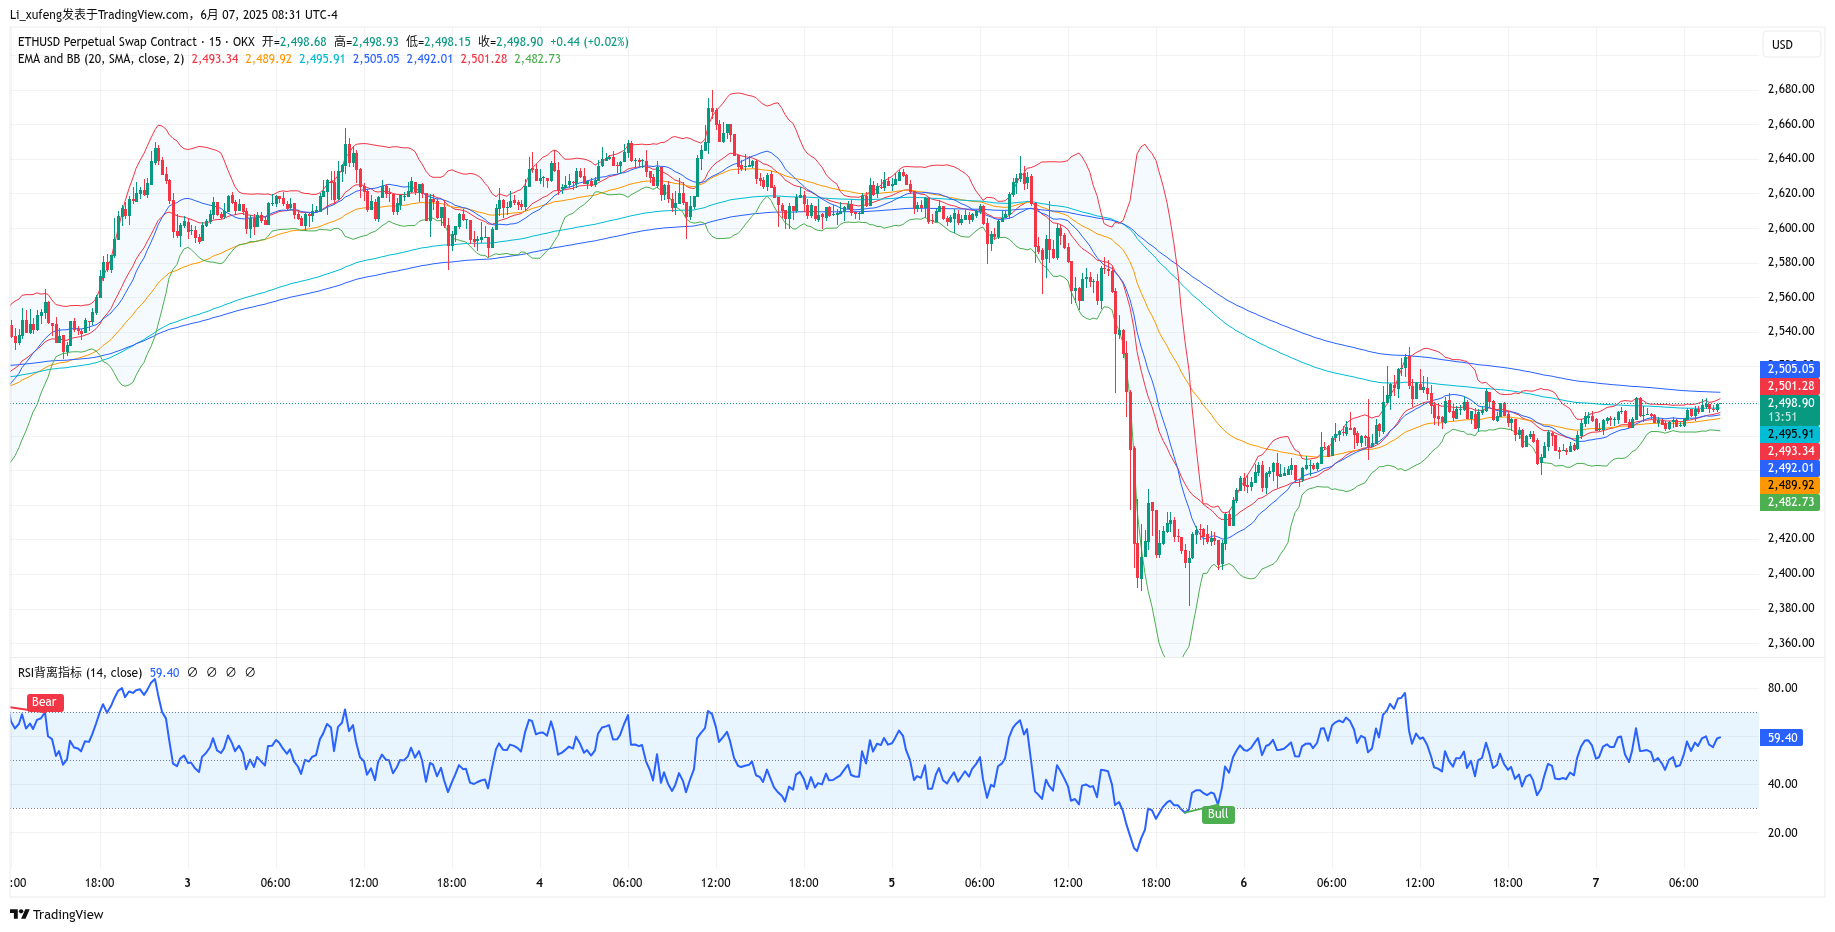 Li_xufeng发表于TradingView.com，6月 07, 2025 08:31 UTC-4
ETHUSD Perpetual Swap Contract · 15 · OKX 开=2,498.68 高=2,498.93 低=2,498.15 收=2,498.90 +0.44 (+0.02%)
EMA and BB (20, SMA, close, 2) 2,493.34 2,489.92 2,495.91 2,505.05 2,492.01 2,501.28 2,482.73
USD
2,680.00
2,660.00
2,640.00
2,620.00
2,600.00
2,580.00
2,560.00
2,540.00
2,505.05
2,501.28
2,498.90
13:51
2,495.91
2,493.34
2,492.01
2,489.92
2,482.73
2,420.00
2,400.00
2,380.00
2,360.00
RSI背离指标 (14, close) 59.40 ∅ ∅ ∅ ∅
Bear
Bull
80.00
59.40
40.00
20.00
:00 18:00 3 06:00 12:00 18:00 4 06:00 12:00 18:00 5 06:00 12:00 18:00 6 06:00 12:00 18:00 7 06:00
TradingView